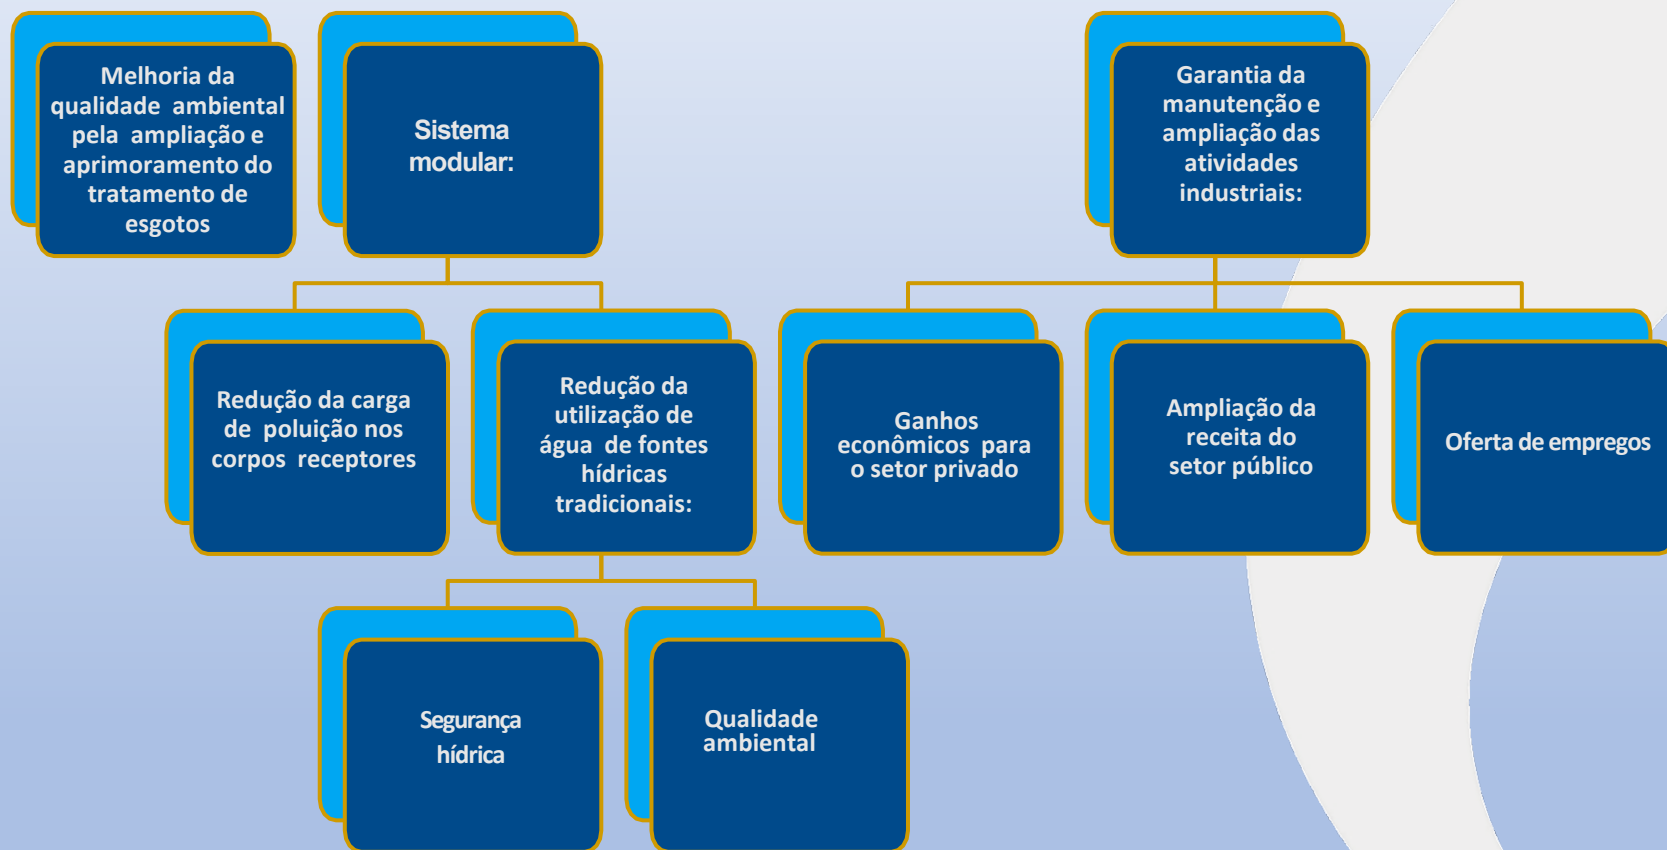 Melhoria da
qualidade ambiental
pela ampliação e
aprimoramento do
tratamento de
esgotos
Sistema
modular:
Garantia da
manutenção e
ampliação das
atividades
industriais:
Redução da carga
de poluição nos
corpos receptores
Redução da
utilização de
água de fontes
hídricas
tradicionais:
Ganhos
econômicos para
o setor privado
Ampliação da
receita do
setor público
Oferta de empregos
Segurança
hídrica
Qualidade
ambiental